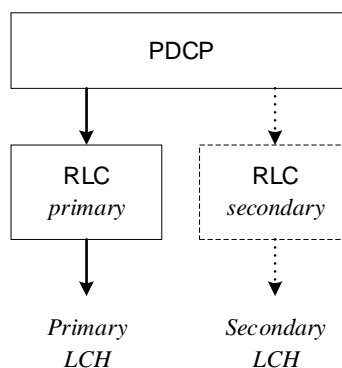 PDCP
RLC
primary
RLC
secondary
Primary
LCH
Secondary
LCH